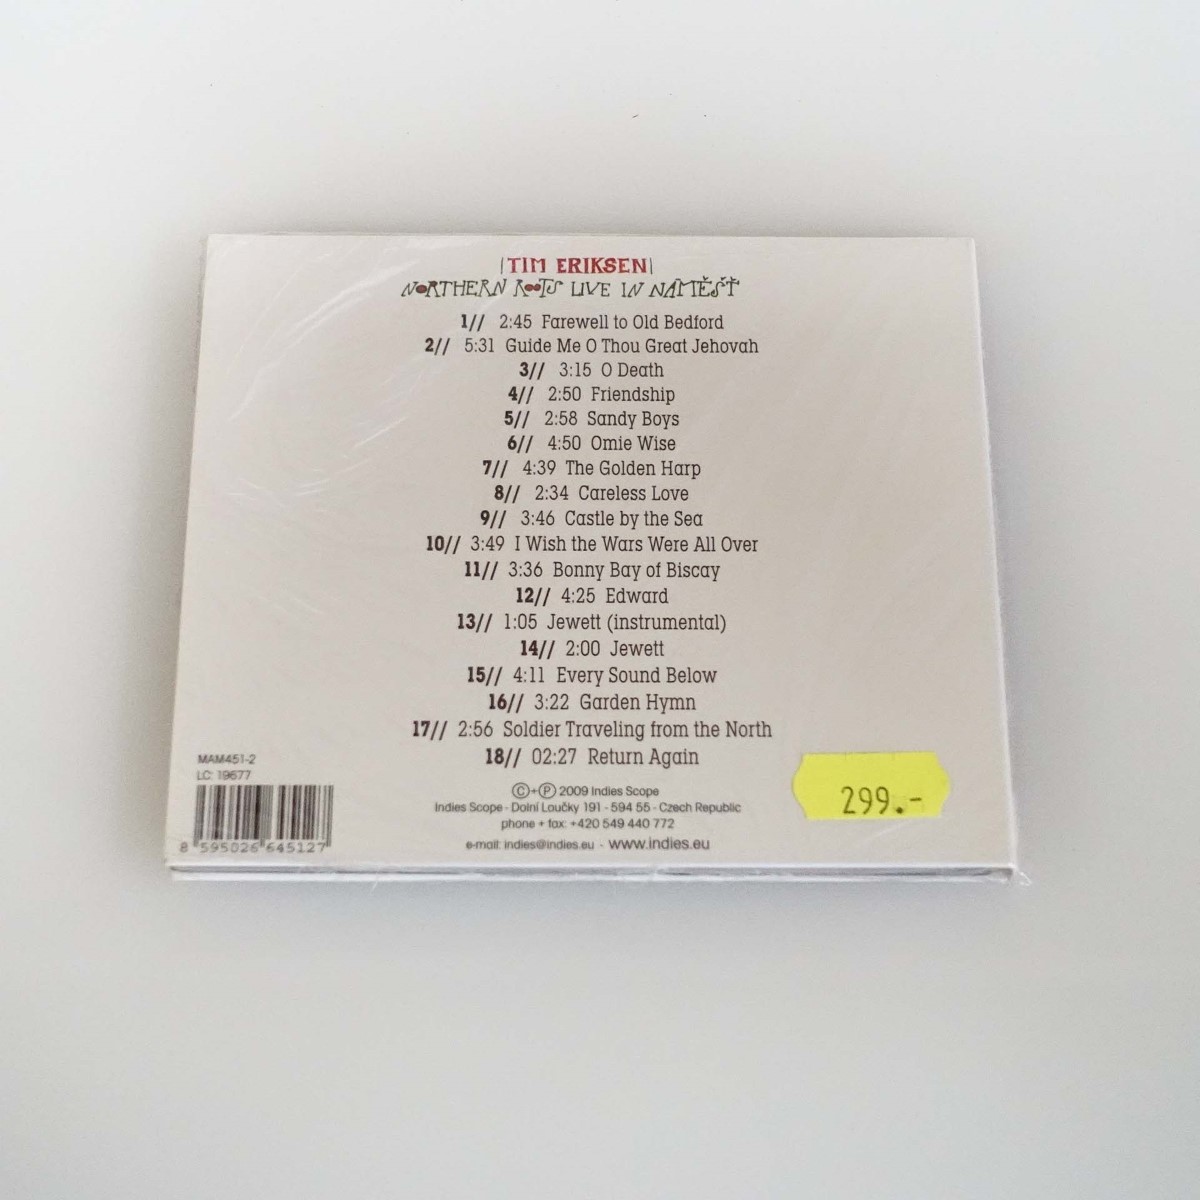 |TIM ERIKSEN|
NORTHERN ROOTS LIVE IN NÁMĚŠŤ
1// 2:45 Farewell to Old Bedford
2// 5:31 Guide Me O Thou Great Jehovah
3// 3:15 O Death
4// 2:50 Friendship
5// 2:58 Sandy Boys
6// 4:50 Omie Wise
7// 4:39 The Golden Harp
8// 2:34 Careless Love
9// 3:46 Castle by the Sea
10// 3:49 I Wish the Wars Were All Over
11// 3:36 Bonny Bay of Biscay
12// 4:25 Edward
13// 1:05 Jewett (instrumental)
14// 2:00 Jewett
15// 4:11 Every Sound Below
16// 3:22 Garden Hymn
17// 2:56 Soldier Traveling from the North
18// 02:27 Return Again
MAM451-2
LC: 19677
8 595026 645127
©+℗ 2009 Indies Scope
Indies Scope - Dolní Loučky 191 - 594 55 - Czech Republic
phone + fax: +420 549 440 772
e-mail: indies@indies.eu - www.indies.eu
299.-